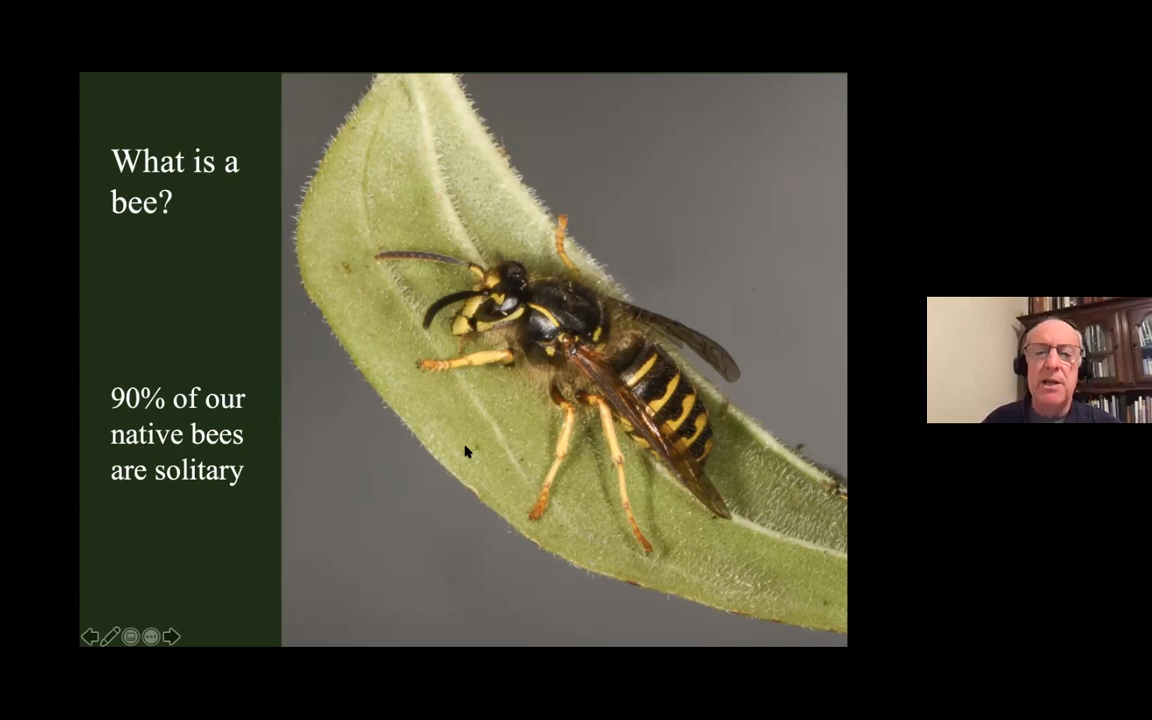 What is a
bee?
90% of our
native bees
are solitary